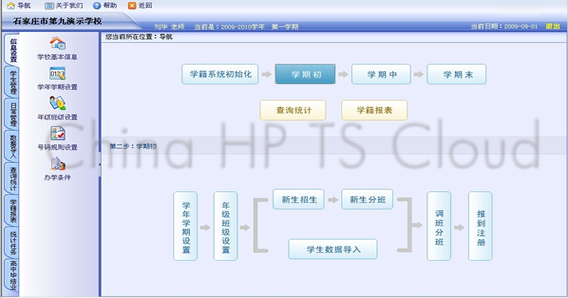 导航 关于我们 帮助 返回
石家庄市第九演示学校 刘华 老师 当前是:2009-2010学年 第一学期 当前日期:2009-09-01 退出
您当前所在位置:导航
信息设置
学生管理
日常管理
数据导入
查询统计
学籍报表
统计任务
高中毕结业
学校基本信息
学年学期设置
年级班级设置
号码规则设置
办学条件
学籍系统初始化 学期初 学期中 学期末
查询统计 学籍报表
China HP TS Cloud
第二步:学期初
学年学期设置
年级班级设置
新生招生 新生分班
学生数据导入
调班分班
报到注册